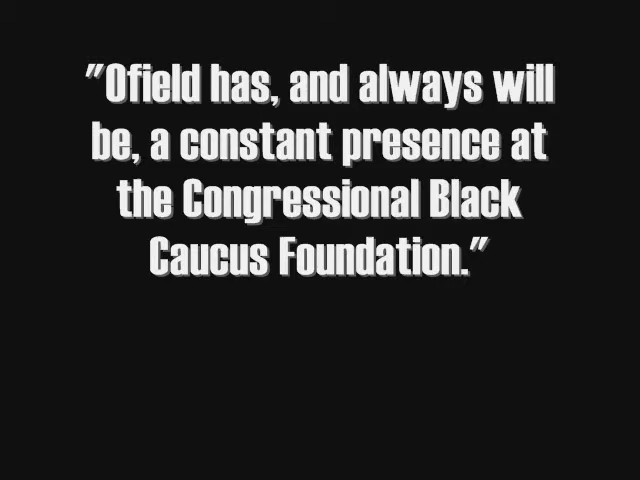 "Ofield has, and always will
be, a constant presence at
the Congressional Black
Caucus Foundation."